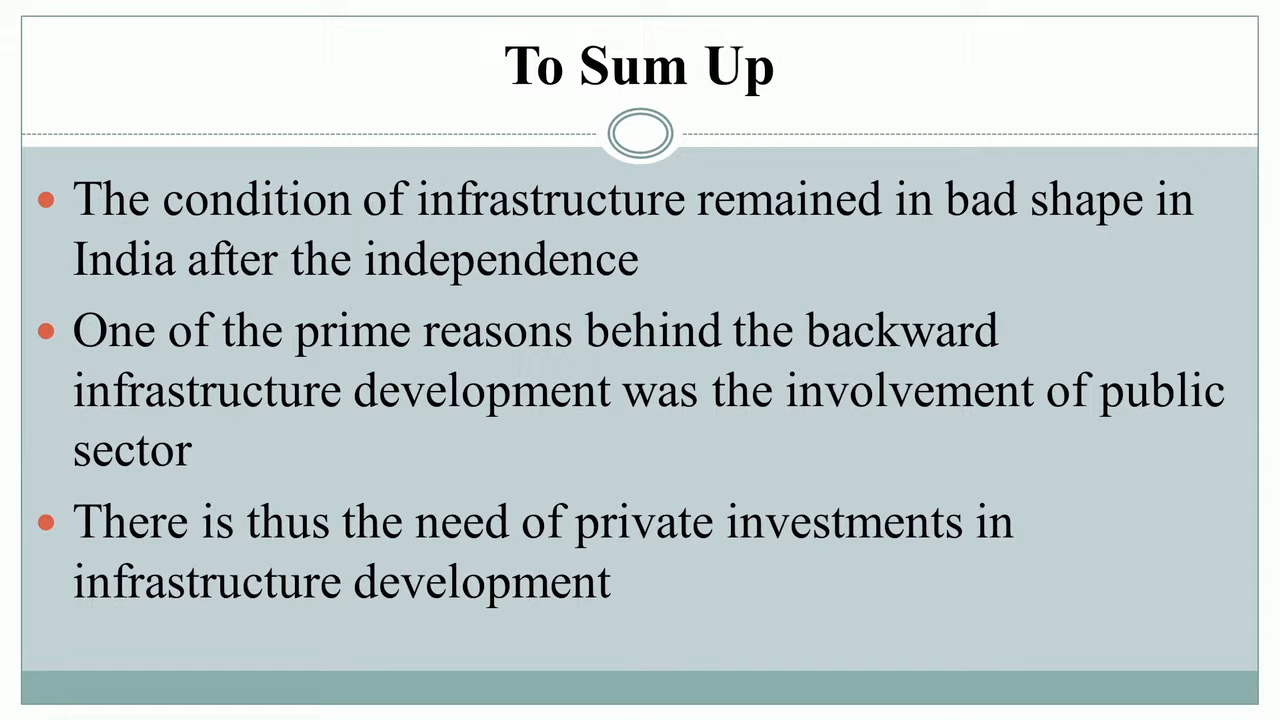 To Sum Up
The condition of infrastructure remained in bad shape in
India after the independence
One of the prime reasons behind the backward
infrastructure development was the involvement of public
sector
There is thus the need of private investments in
infrastructure development